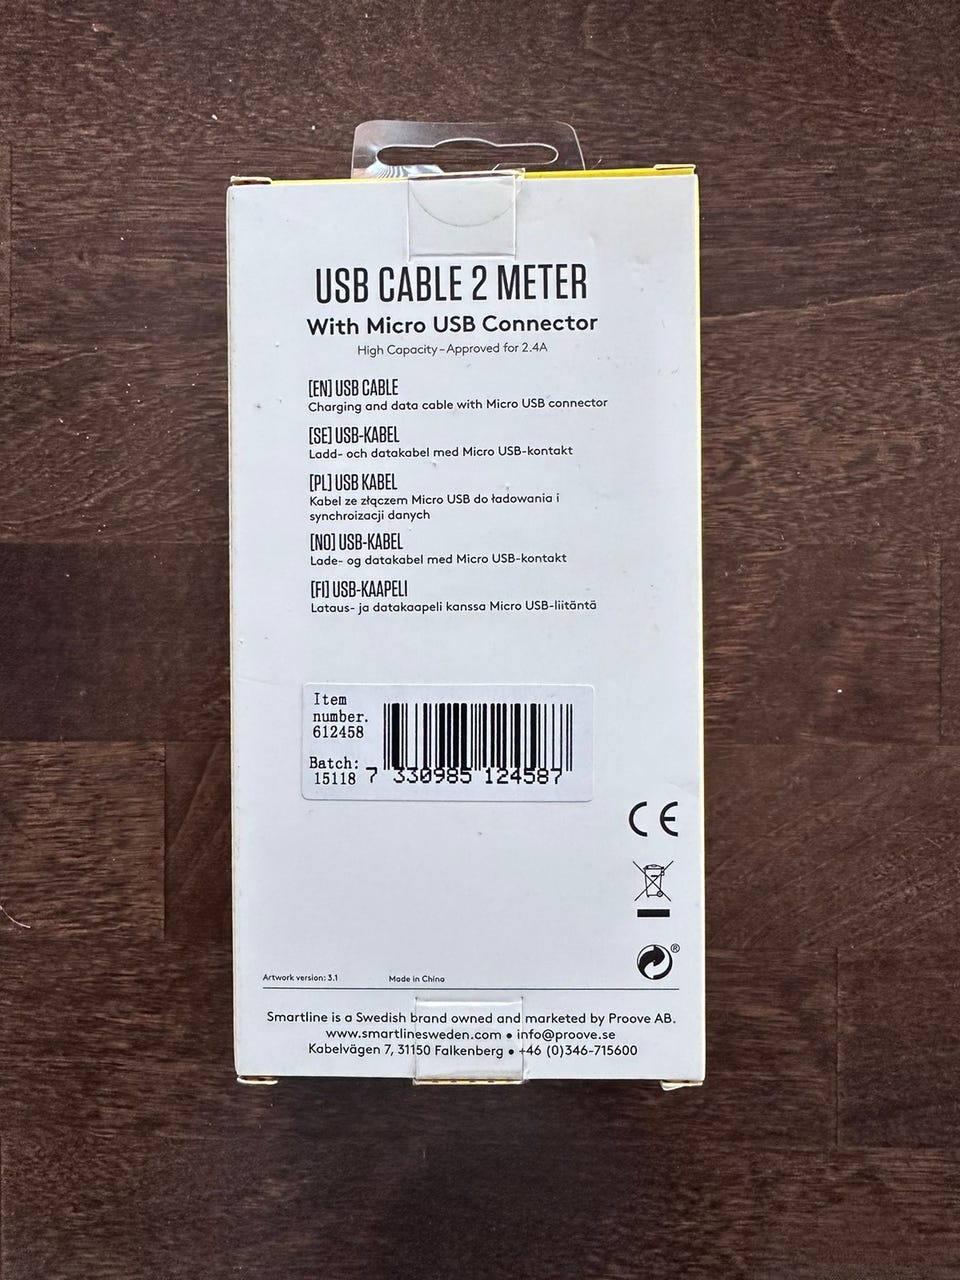 USB CABLE 2 METER
With Micro USB Connector
High Capacity–Approved for 2.4A
[EN] USB CABLE
Charging and data cable with Micro USB connector
[SE] USB-KABEL
Ladd- och datakabel med Micro USB-kontakt
[PL] USB KABEL
Kabel ze złączem Micro USB do ładowania i
synchroizacji danych
[NO] USB-KABEL
Lade- og datakabel med Micro USB-kontakt
[FI] USB-KAAPELI
Lataus- ja datakaapeli kanssa Micro USB-liitäntä
Item
number.
612458
Batch:
15118
7 330985 124587
CE
®
Artwork version: 3.1
Made in China
Smartline is a Swedish brand owned and marketed by Proove AB.
www.smartlinesweden.com • info@proove.se
Kabelvägen 7, 31150 Falkenberg • +46 (0)346-715600